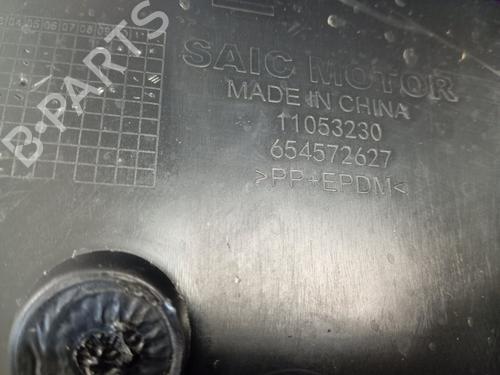 SAIC MOTOR
MADE IN CHINA
11053230
654572627
>PP+EPDM<
B-PARTS